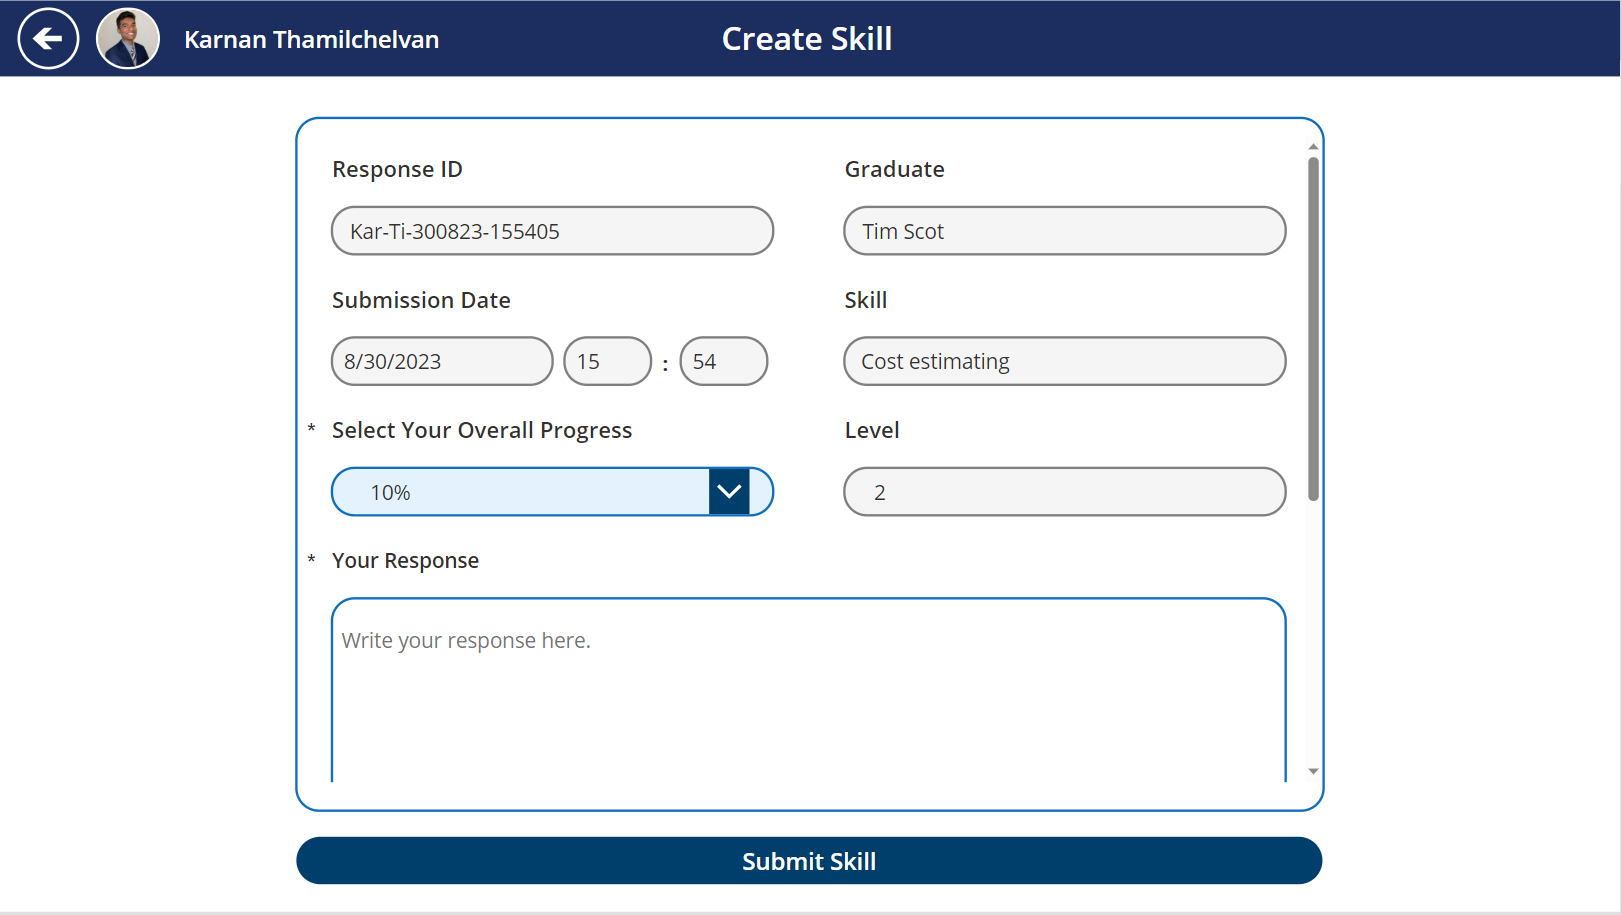 Karnan Thamilchelvan
Create Skill
Response ID
Graduate
Kar-Ti-300823-155405
Tim Scot
Submission Date
Skill
8/30/2023 15 : 54
Cost estimating
* Select Your Overall Progress
Level
10%
2
* Your Response
Write your response here.
Submit Skill